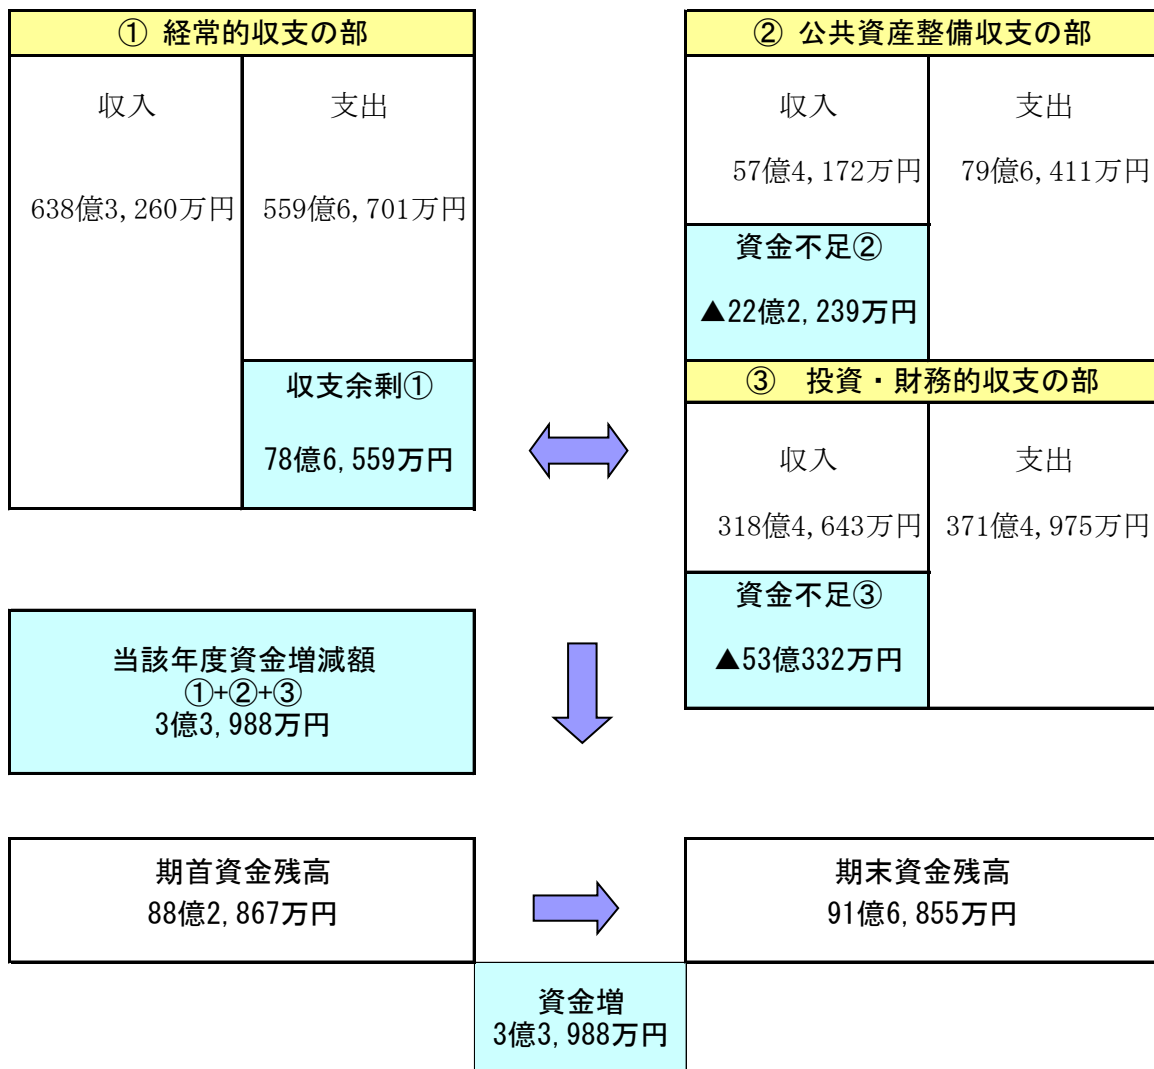 ① 経常的収支の部
収入
支出
638億3,260万円
559億6,701万円
収支余剰①
78億6,559万円
② 公共資産整備収支の部
収入
支出
57億4,172万円
79億6,411万円
資金不足②
▲22億2,239万円
③ 投資・財務的収支の部
収入
支出
318億4,643万円
371億4,975万円
資金不足③
▲53億332万円
当該年度資金増減額
①+②+③
3億3,988万円
期首資金残高
88億2,867万円
期末資金残高
91億6,855万円
資金増
3億3,988万円